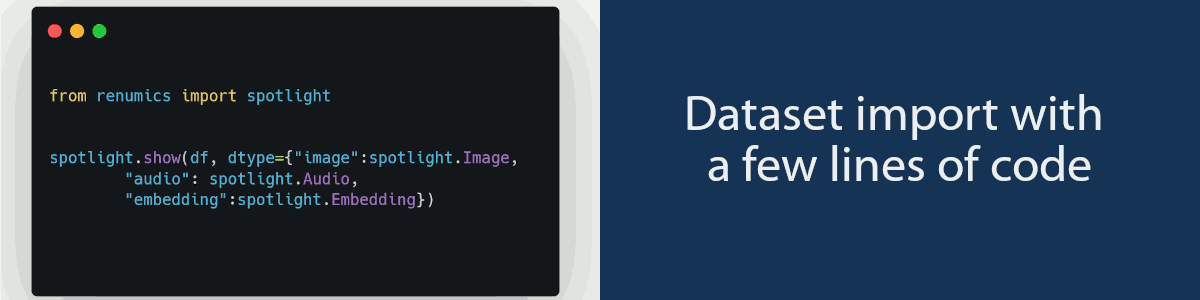 from renumics import spotlight
spotlight.show(df, dtype={"image":spotlight.Image,
"audio": spotlight.Audio,
"embedding":spotlight.Embedding})
Dataset import with
a few lines of code